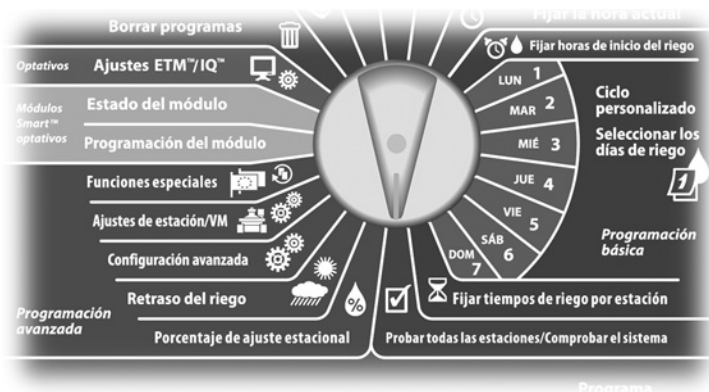 Borrar programas
Fijar la hora actual
Fijar horas de inicio del riego
Optativos
Ajustes ETM™/IQ™
Módulos
Smart™
optativos
Estado del módulo
Programación del módulo
LUN 1
MAR 2
MIÉ 3
JUE 4
VIE 5
SÁB 6
DOM 7
Ciclo
personalizado
Seleccionar los
días de riego
1
Programación
básica
Funciones especiales
Ajustes de estación/VM
Configuración avanzada
Retraso del riego
Programación
avanzada
%
Porcentaje de ajuste estacional
Fijar tiempos de riego por estación
Probar todas las estaciones/Comprobar el sistema
Programa